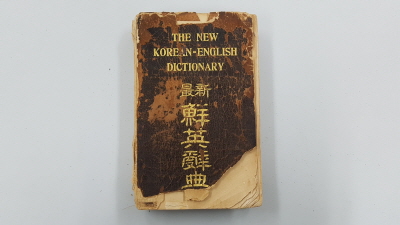 THE NEW
KOREAN-ENGLISH
DICTIONARY
最新
鮮英辭典